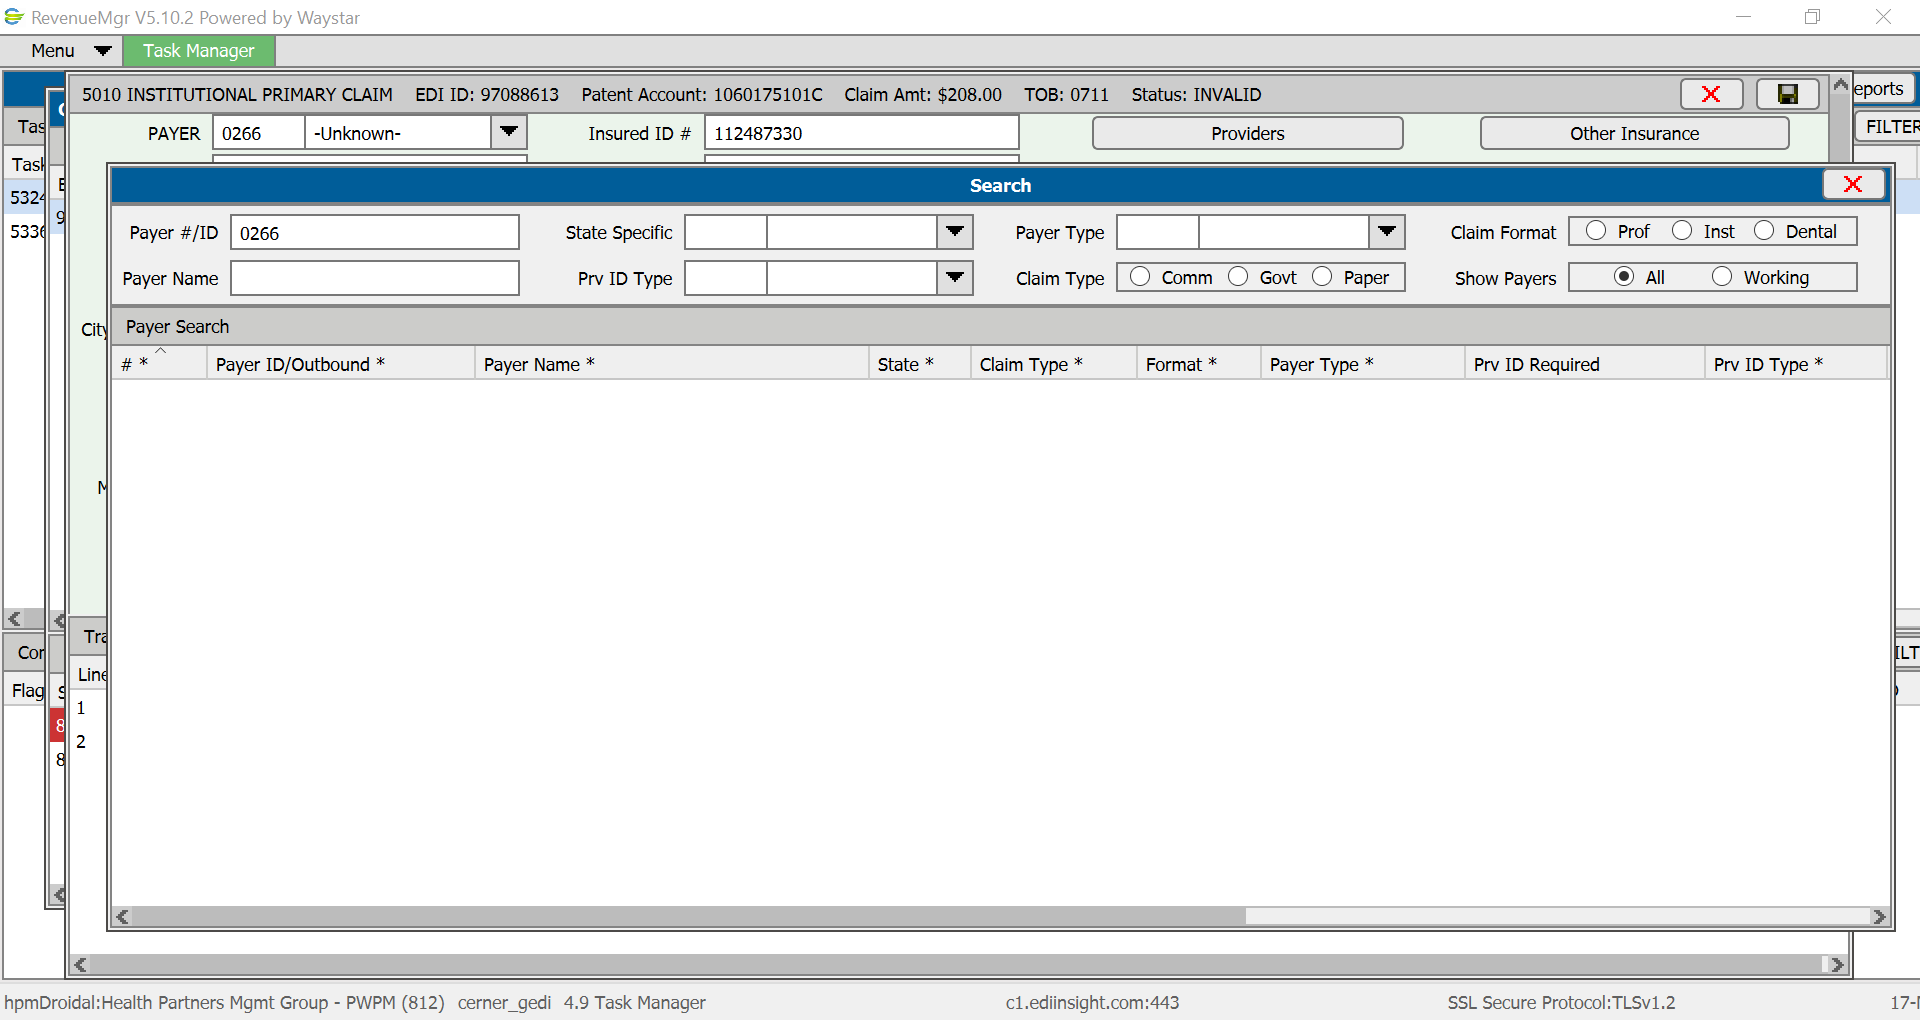 RevenueMgr V5.10.2 Powered by Waystar
Menu Task Manager
5010 INSTITUTIONAL PRIMARY CLAIM EDI ID: 97088613 Patent Account: 1060175101C Claim Amt: $208.00 TOB: 0711 Status: INVALID
eports
PAYER 0266 -Unknown- Insured ID # 112487330 Providers Other Insurance
Tas FILTER
Task
5324
5336
Search
Payer #/ID 0266 State Specific Payer Type Claim Format Prof Inst Dental
Payer Name Prv ID Type Claim Type Comm Govt Paper Show Payers All Working
City
Payer Search
# * Payer ID/Outbound * Payer Name * State * Claim Type * Format * Payer Type * Prv ID Required Prv ID Type *
M
Tra
Cor ILT
Line
Flag
1
2
8
8
9
hpmDroidal:Health Partners Mgmt Group - PWPM (812) cerner_gedi 4.9 Task Manager c1.ediinsight.com:443 SSL Secure Protocol:TLSv1.2 17-